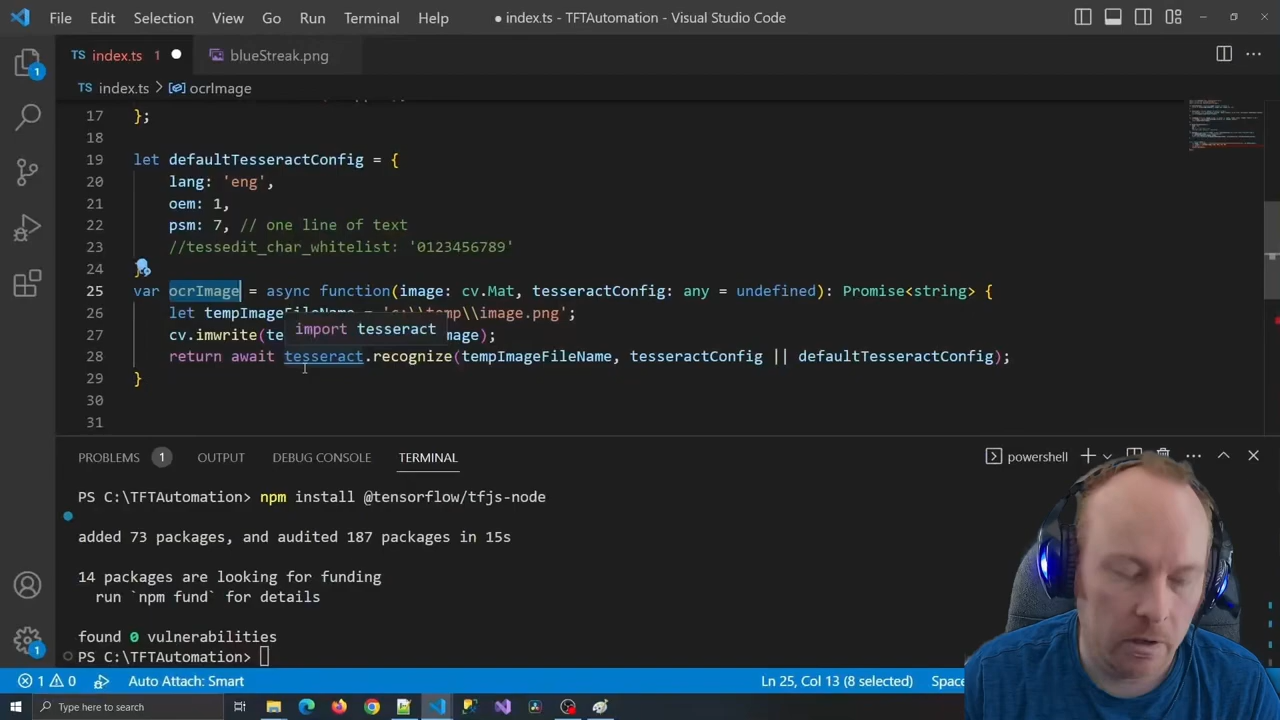 File Edit Selection View Go Run Terminal Help
● index.ts - TFTAutomation - Visual Studio Code
TS index.ts 1 ●
blueStreak.png
TS index.ts > ocrImage
17 };
18
19 let defaultTesseractConfig = {
20 lang: 'eng',
21 oem: 1,
22 psm: 7, // one line of text
23 //tessedit_char_whitelist: '0123456789'
24
25 var ocrImage = async function(image: cv.Mat, tesseractConfig: any = undefined): Promise<string> {
26 let tempImageFileName = 'c:\\temp\\image.png';
import tesseract
27 cv.imwrite(te mage);
28 return await tesseract.recognize(tempImageFileName, tesseractConfig || defaultTesseractConfig);
29 }
30
31
PROBLEMS 1 OUTPUT DEBUG CONSOLE TERMINAL
powershell
PS C:\TFTAutomation> npm install @tensorflow/tfjs-node
added 73 packages, and audited 187 packages in 15s
14 packages are looking for funding
run `npm fund` for details
found 0 vulnerabilities
PS C:\TFTAutomation>
1 0 Auto Attach: Smart
Ln 25, Col 13 (8 selected)
Type here to search